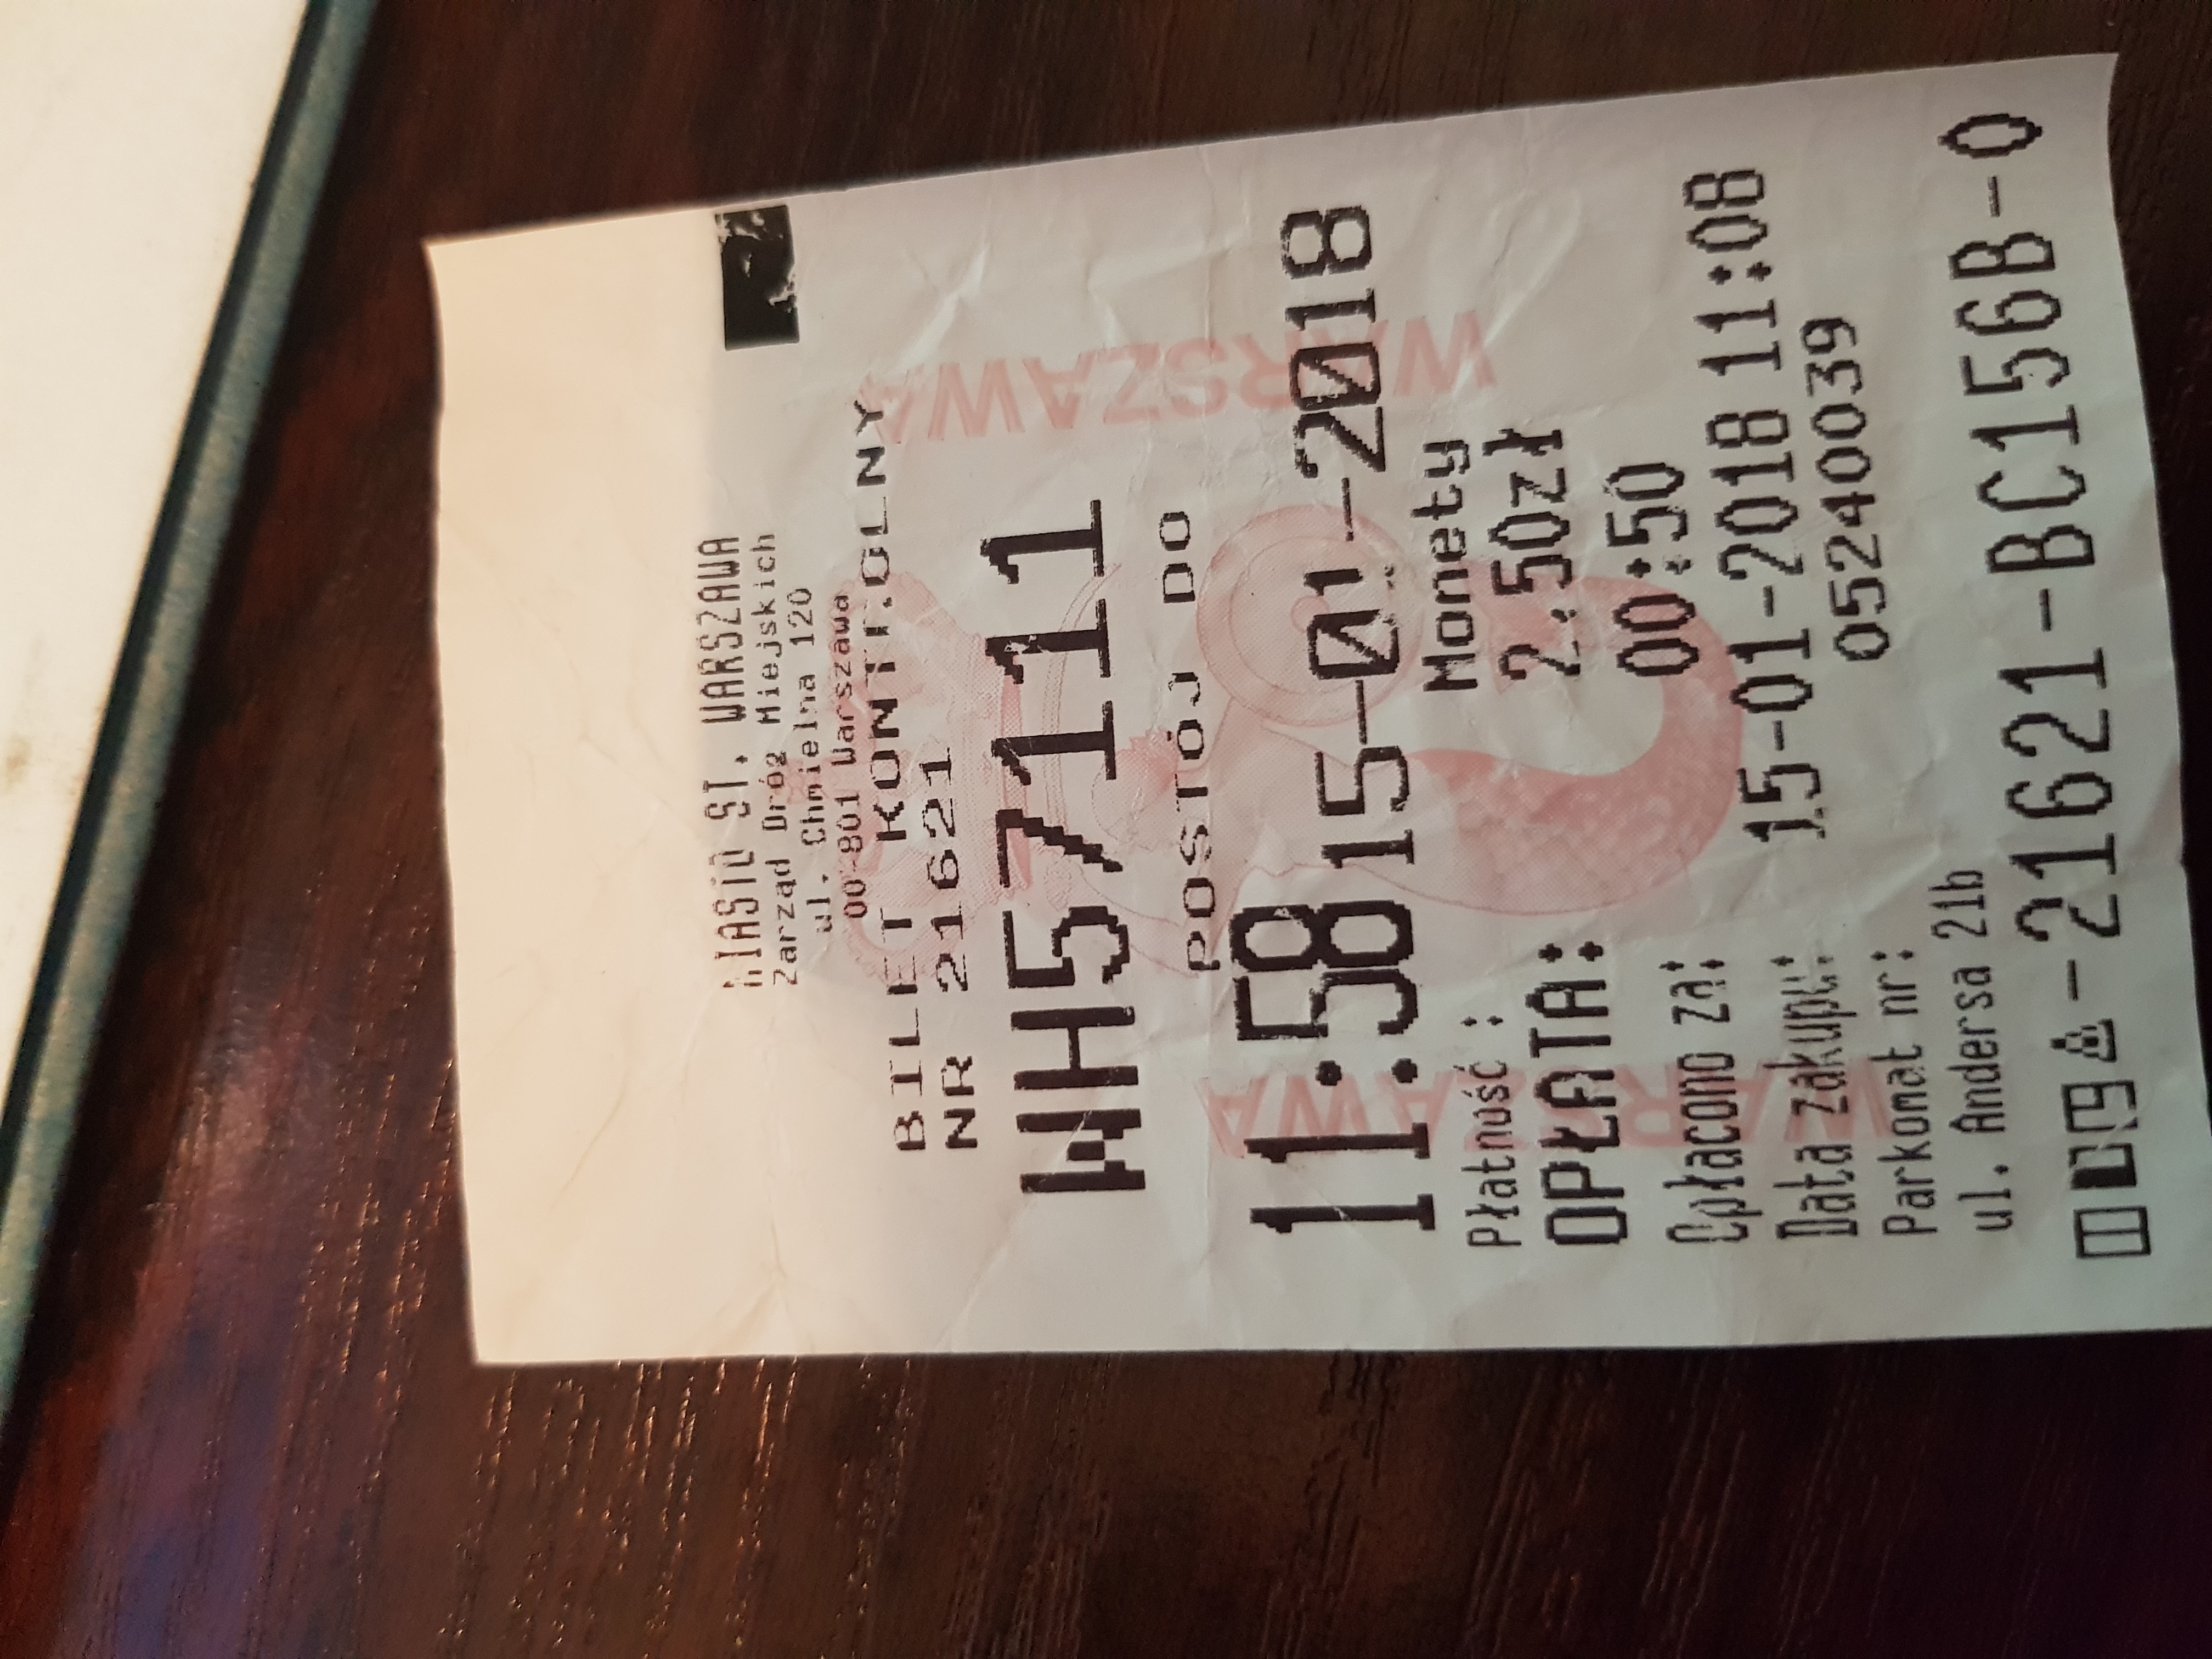 MIASTO ST. WARSZAWA
Zarząd Dróg Miejskich
ul. Chmielna 120
00-801 Warszawa
BILET KONTROLNY
NR 21621
WH57111
POSTÓJ DO
11:58 15-01-2018
Płatność : Monety
OPŁATA: 2.50zł
Opłacono za: 00:50
Data zakupu: 15-01-2018 11:08
Parkomat nr: 05240039
ul. Andersa 21b
-21621-BC156B-0
WARSZAWA
WARSZAWA